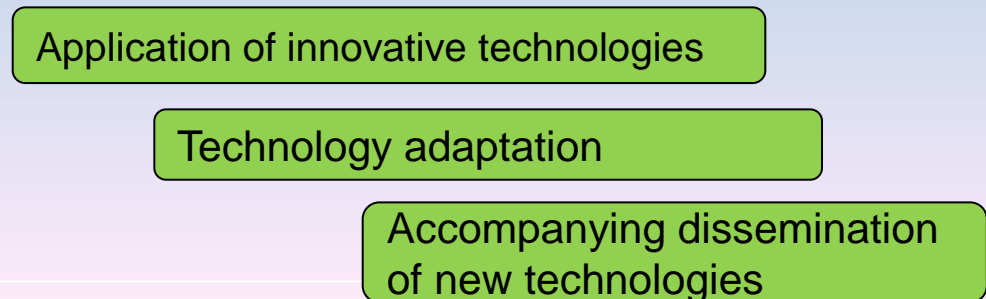 Application of innovative technologies
Technology adaptation
Accompanying dissemination
of new technologies